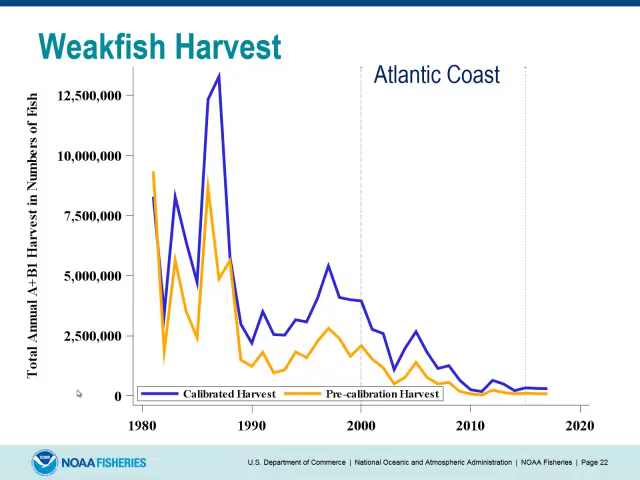 Weakfish Harvest
Atlantic Coast
Total Annual A+B1 Harvest in Numbers of Fish
12,500,000
10,000,000
7,500,000
5,000,000
2,500,000
0
Calibrated Harvest
Pre-calibration Harvest
1980
1990
2000
2010
2020
NOAA
NOAA FISHERIES
U.S. Department of Commerce | National Oceanic and Atmospheric Administration | NOAA Fisheries | Page 22